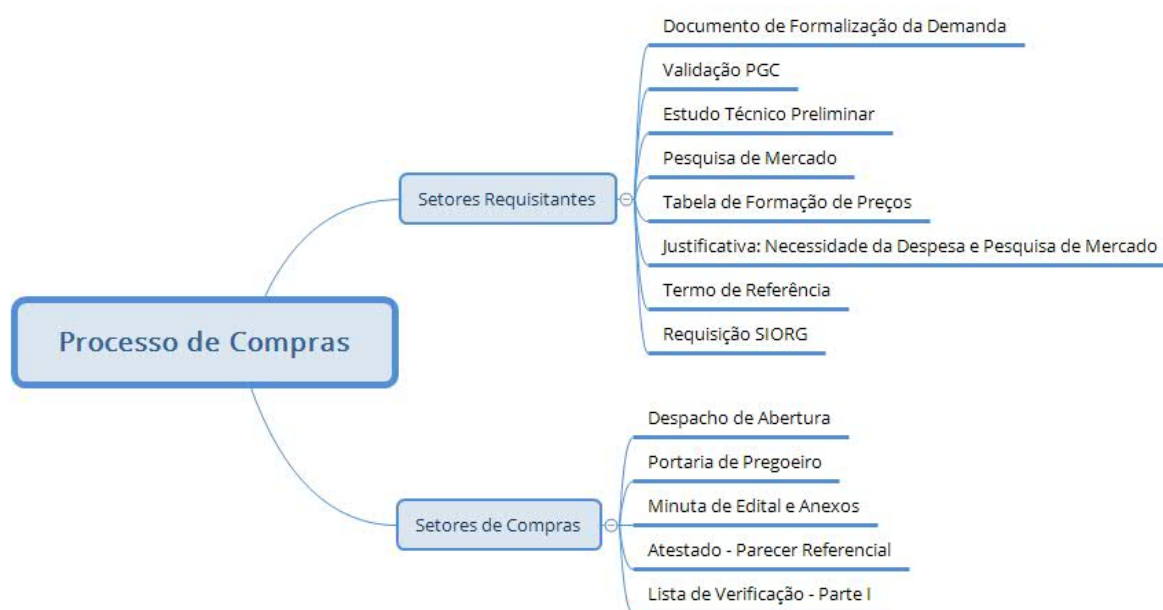 Processo de Compras
Setores Requisitantes
Documento de Formalização da Demanda
Validação PGC
Estudo Técnico Preliminar
Pesquisa de Mercado
Tabela de Formação de Preços
Justificativa: Necessidade da Despesa e Pesquisa de Mercado
Termo de Referência
Requisição SIORG
Setores de Compras
Despacho de Abertura
Portaria de Pregoeiro
Minuta de Edital e Anexos
Atestado - Parecer Referencial
Lista de Verificação - Parte I